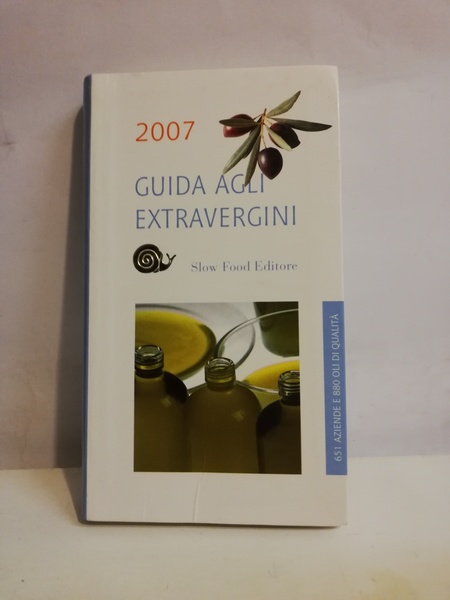 2007
GUIDA AGLI
EXTRAVERGINI
Slow Food Editore
651 AZIENDE E 880 OLI DI QUALITÀ